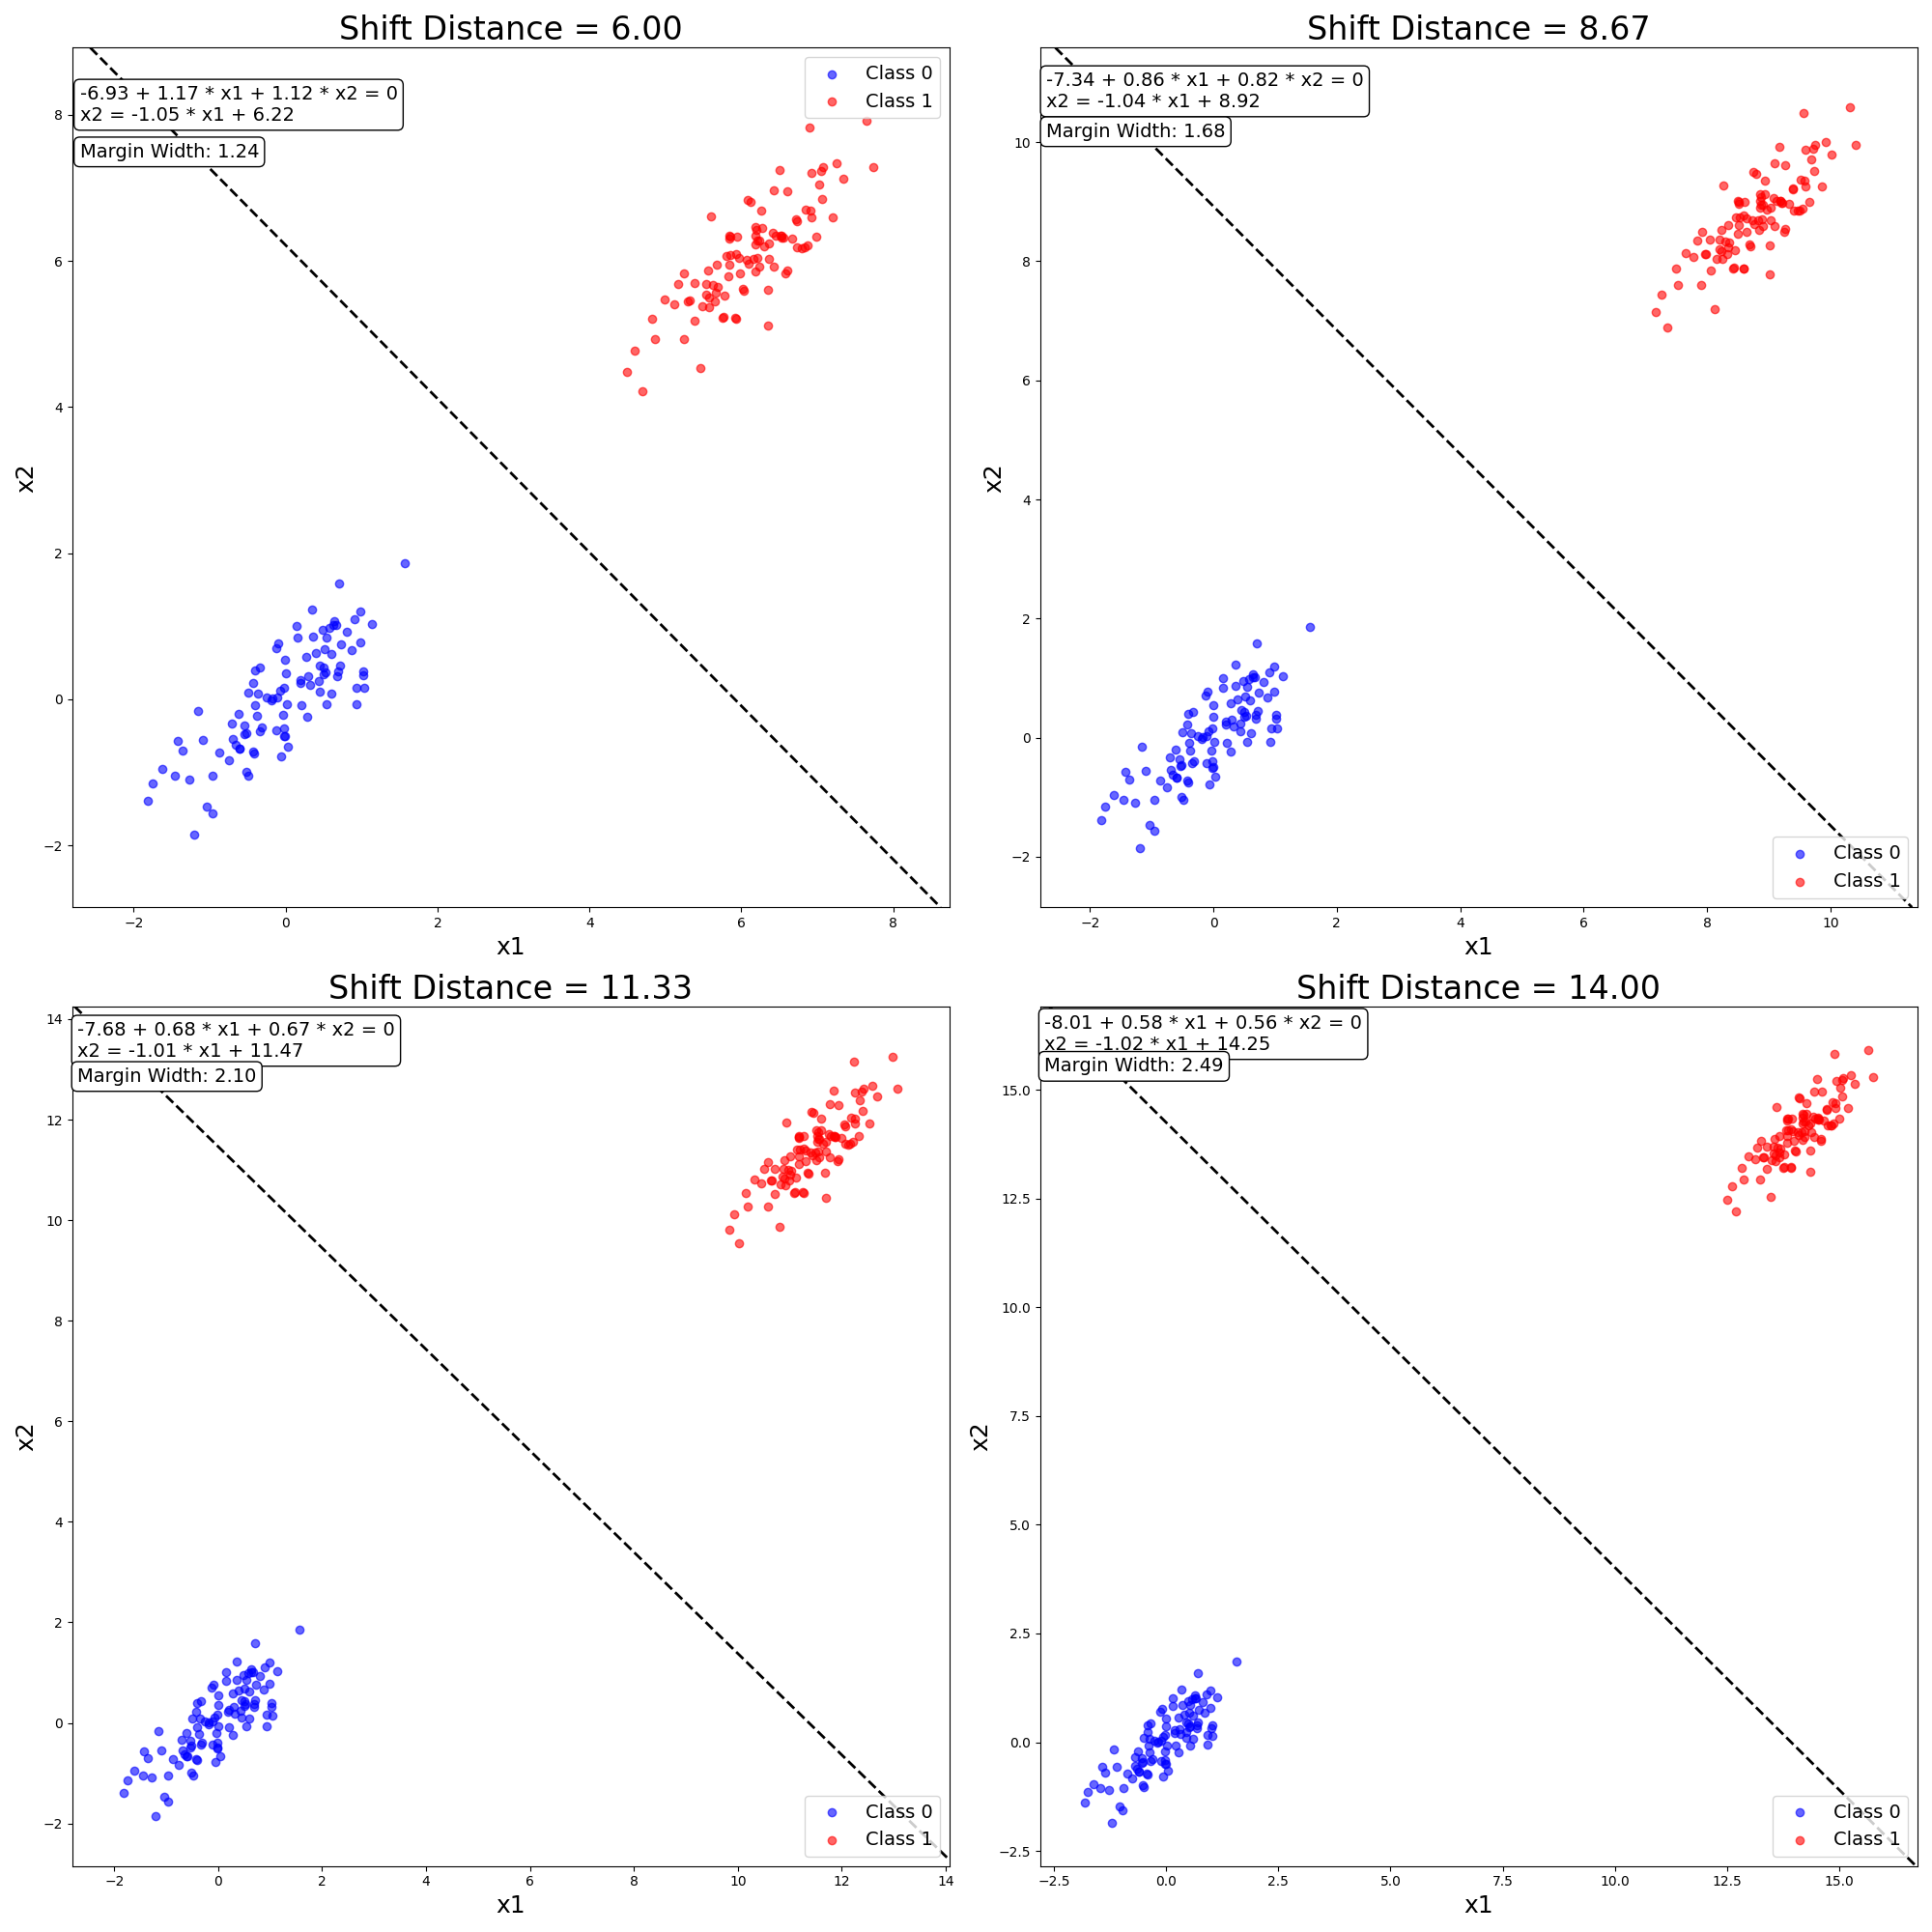 Shift Distance = 6.00
-6.93 + 1.17 * x1 + 1.12 * x2 = 0
x2 = -1.05 * x1 + 6.22
Margin Width: 1.24
Class 0
Class 1
8
6
4
2
0
−2
x2
−2 0 2 4 6 8
x1
Shift Distance = 8.67
-7.34 + 0.86 * x1 + 0.82 * x2 = 0
x2 = -1.04 * x1 + 8.92
Margin Width: 1.68
10
8
6
4
2
0
−2
x2
Class 0
Class 1
−2 0 2 4 6 8 10
x1
Shift Distance = 11.33
14
-7.68 + 0.68 * x1 + 0.67 * x2 = 0
x2 = -1.01 * x1 + 11.47
Margin Width: 2.10
12
10
8
6
4
2
0
−2
x2
Class 0
Class 1
−2 0 2 4 6 8 10 12 14
x1
Shift Distance = 14.00
-8.01 + 0.58 * x1 + 0.56 * x2 = 0
x2 = -1.02 * x1 + 14.25
Margin Width: 2.49
15.0
12.5
10.0
7.5
5.0
2.5
0.0
−2.5
x2
Class 0
Class 1
−2.5 0.0 2.5 5.0 7.5 10.0 12.5 15.0
x1